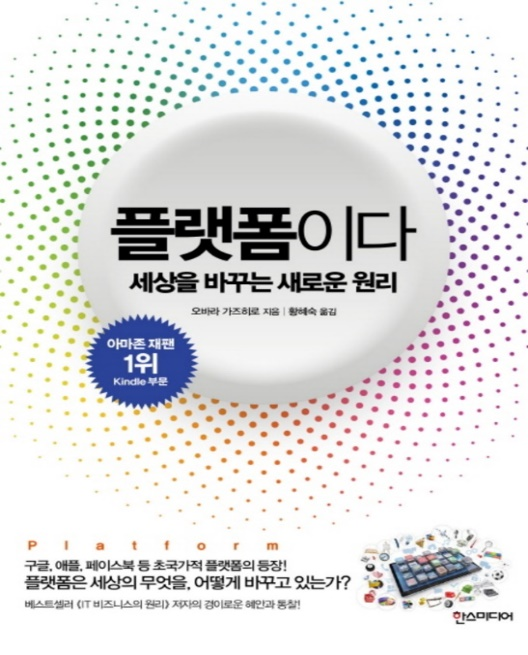 플랫폼이다
세상을 바꾸는 새로운 원리
오바라 가즈히로 지음 | 황혜숙 옮김
아마존 재팬
1위
Kindle 부문
Platform
구글, 애플, 페이스북 등 초국가적 플랫폼의 등장!
플랫폼은 세상의 무엇을, 어떻게 바꾸고 있는가?
베스트셀러 《IT 비즈니스의 원리》 저자의 경이로운 혜안과 통찰!
한스미디어